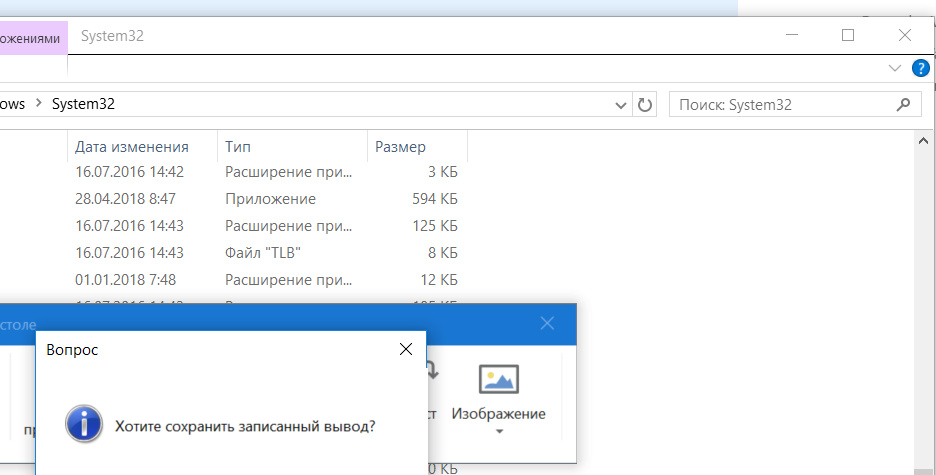 ожениями
System32
ows > System32
Поиск: System32
Дата изменения Тип Размер
16.07.2016 14:42 Расширение при... 3 КБ
28.04.2018 8:47 Приложение 594 КБ
16.07.2016 14:43 Расширение при... 125 КБ
16.07.2016 14:43 Файл "TLB" 8 КБ
01.01.2018 7:48 Расширение при... 12 КБ
столе
Вопрос
ст
Изображение
Хотите сохранить записанный вывод?
0 КБ